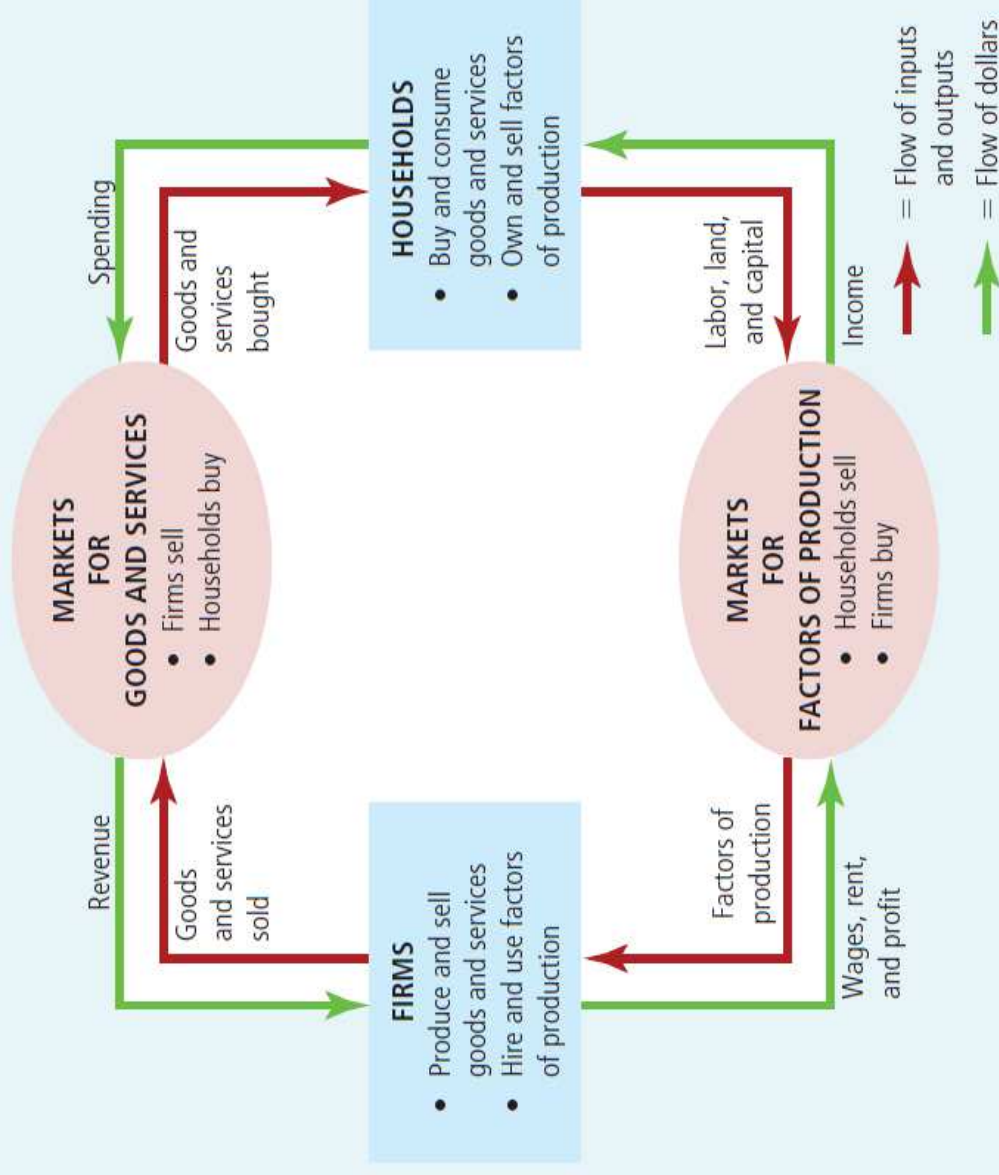 Revenue
Spending
MARKETS
FOR
GOODS AND SERVICES
• Firms sell
• Households buy
Goods
and services
sold
Goods and
services
bought
FIRMS
• Produce and sell
goods and services
• Hire and use factors
of production
HOUSEHOLDS
• Buy and consume
goods and services
• Own and sell factors
of production
Factors of
production
Labor, land,
and capital
MARKETS
FOR
FACTORS OF PRODUCTION
• Households sell
• Firms buy
Wages, rent,
and profit
Income
= Flow of inputs
and outputs
= Flow of dollars